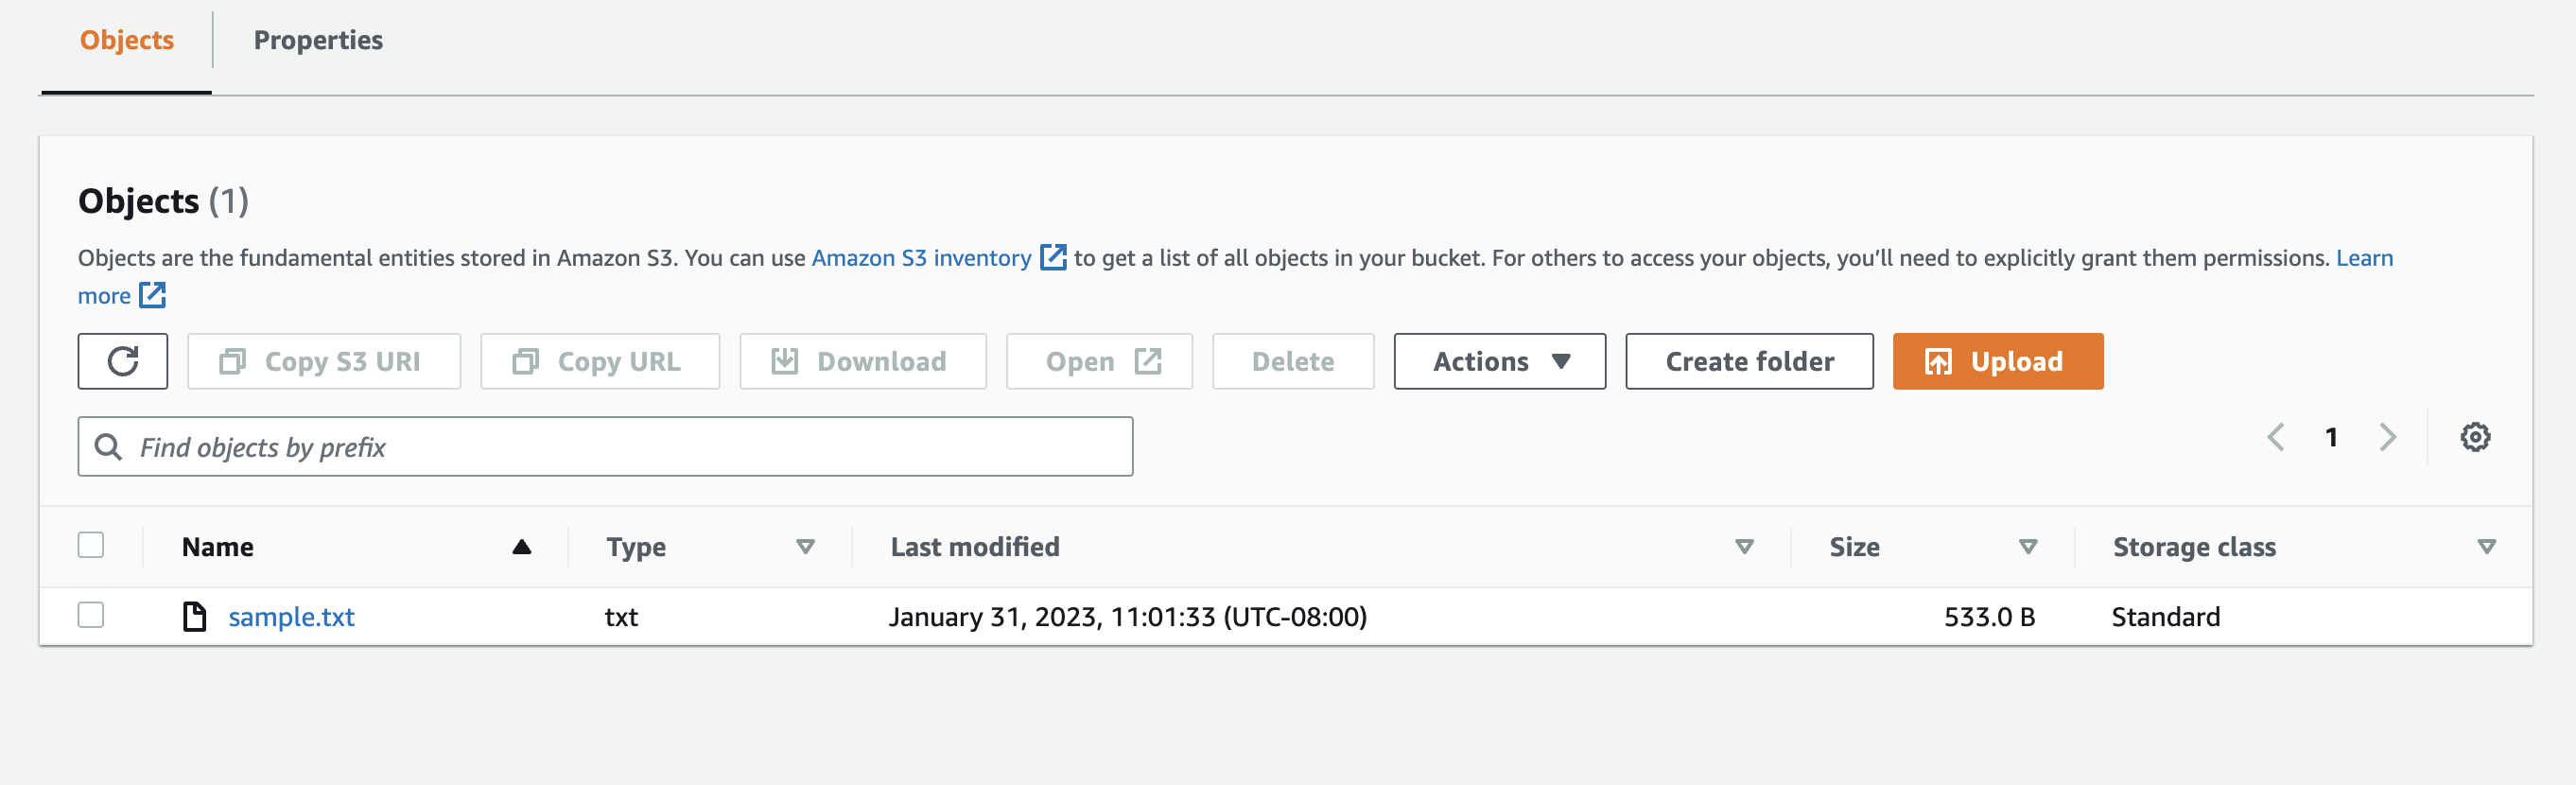 Objects
Properties
Objects (1)
Objects are the fundamental entities stored in Amazon S3. You can use Amazon S3 inventory to get a list of all objects in your bucket. For others to access your objects, you’ll need to explicitly grant them permissions. Learn
more
Copy S3 URI
Copy URL
Download
Open
Delete
Actions
Create folder
Upload
Find objects by prefix
1
Name
Type
Last modified
Size
Storage class
sample.txt
txt
January 31, 2023, 11:01:33 (UTC-08:00)
533.0 B
Standard